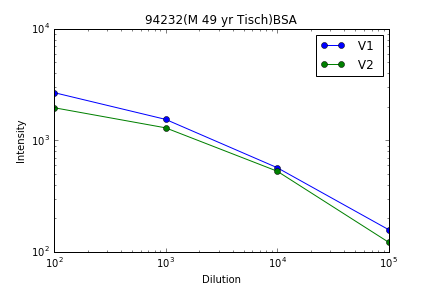 94232(M 49 yr Tisch)BSA
10^4
10^3
10^2
Intensity
10^2 10^3 10^4 10^5
Dilution
V1
V2